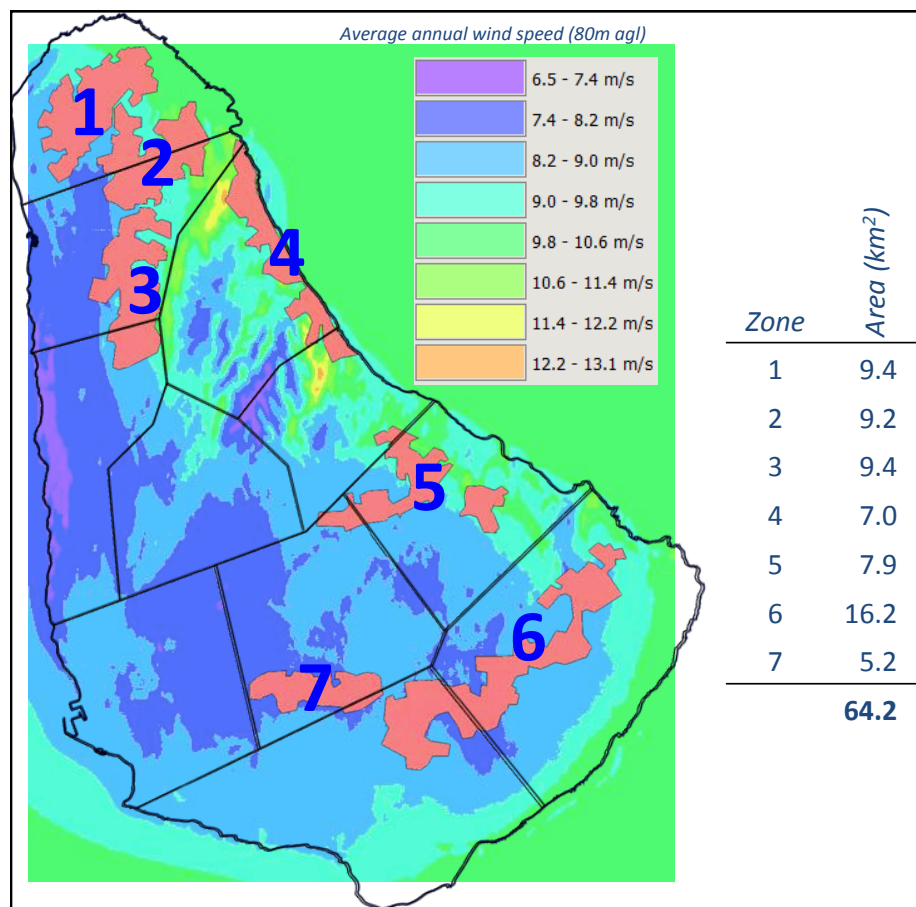 Average annual wind speed (80m agl)
6.5 - 7.4 m/s
7.4 - 8.2 m/s
8.2 - 9.0 m/s
9.0 - 9.8 m/s
9.8 - 10.6 m/s
10.6 - 11.4 m/s
11.4 - 12.2 m/s
12.2 - 13.1 m/s
1
2
3
4
5
6
7
Zone Area (km²)
1 9.4
2 9.2
3 9.4
4 7.0
5 7.9
6 16.2
7 5.2
64.2